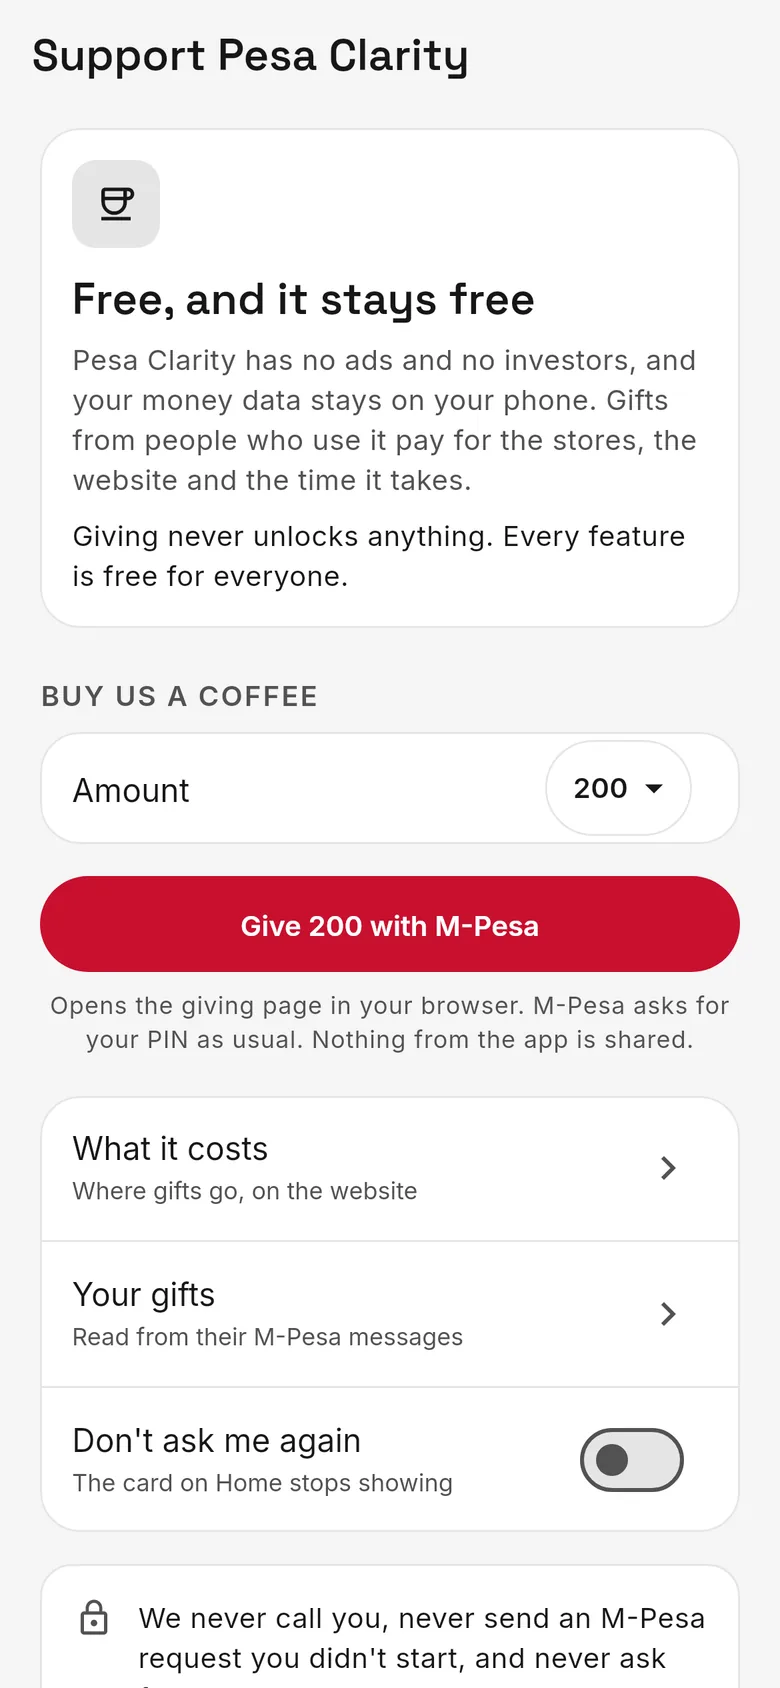 Support Pesa Clarity
Free, and it stays free
Pesa Clarity has no ads and no investors, and
your money data stays on your phone. Gifts
from people who use it pay for the stores, the
website and the time it takes.
Giving never unlocks anything. Every feature
is free for everyone.
BUY US A COFFEE
Amount
200
Give 200 with M-Pesa
Opens the giving page in your browser. M-Pesa asks for
your PIN as usual. Nothing from the app is shared.
What it costs
Where gifts go, on the website
Your gifts
Read from their M-Pesa messages
Don't ask me again
The card on Home stops showing
We never call you, never send an M-Pesa
request you didn't start, and never ask